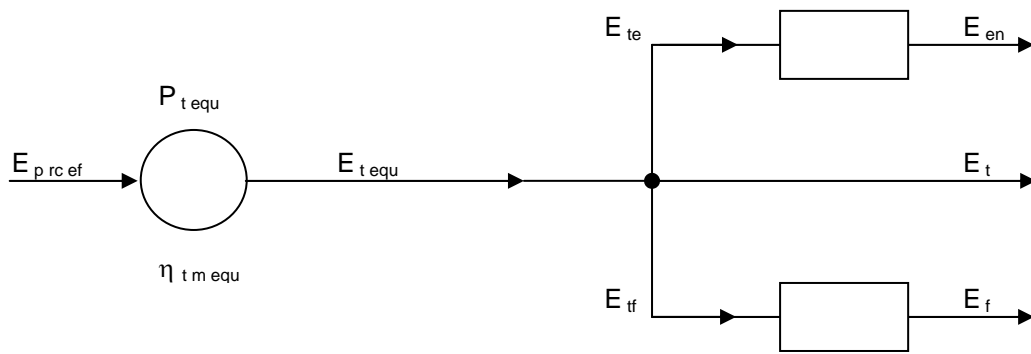 E te
E en
P t equ
E p rc ef
E t equ
E t
η t m equ
E tf
E f